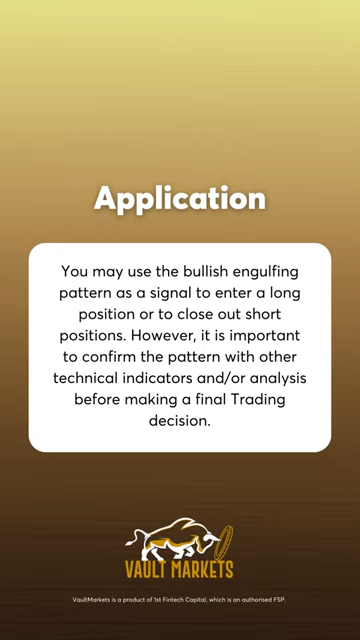 Application
You may use the bullish engulfing
pattern as a signal to enter a long
position or to close out short
positions. However, it is important
to confirm the pattern with other
technical indicators and/or analysis
before making a final Trading
decision.
VAULT MARKETS
VaultMarkets is a product of 1st Fintech Capital, which is an authorised FSP.